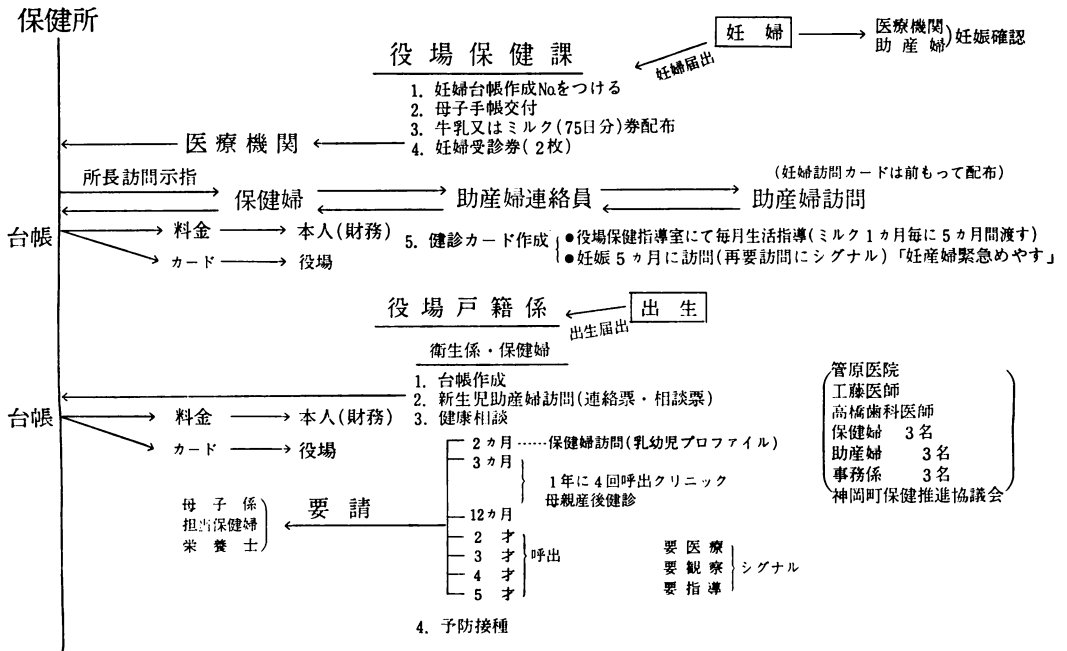 保健所
妊婦
医療機関
助産婦
妊娠確認
妊婦届出
役場保健課
1. 妊婦台帳作成No.をつける
2. 母子手帳交付
3. 牛乳又はミルク(75日分)券配布
4. 妊婦受診券(2枚)
医療機関
所長訪問示指
(妊婦訪問カードは前もって配布)
保健婦
助産婦連絡員
助産婦訪問
台帳
料金
本人(財務)
カード
役場
5. 健診カード作成
●役場保健指導室にて毎月生活指導(ミルク1ヵ月毎に5ヵ月間渡す)
●妊娠5ヵ月に訪問(再要訪問にシグナル)「妊産婦緊急めやす」
役場戸籍係
出生
出生届出
衛生係・保健婦
1. 台帳作成
2. 新生児助産婦訪問(連絡票・相談票)
3. 健康相談
台帳
料金
本人(財務)
カード
役場
2ヵ月……保健婦訪問(乳幼児プロファイル)
3ヵ月
1年に4回呼出クリニック
母親産後健診
12ヵ月
2才
3才
4才
5才
呼出
要請
母子係
担当保健婦
栄養士
要医療
要観察
要指導
シグナル
管原医院
工藤医師
高橋歯科医師
保健婦 3名
助産婦 3名
事務係 3名
神岡町保健推進協議会
4. 予防接種